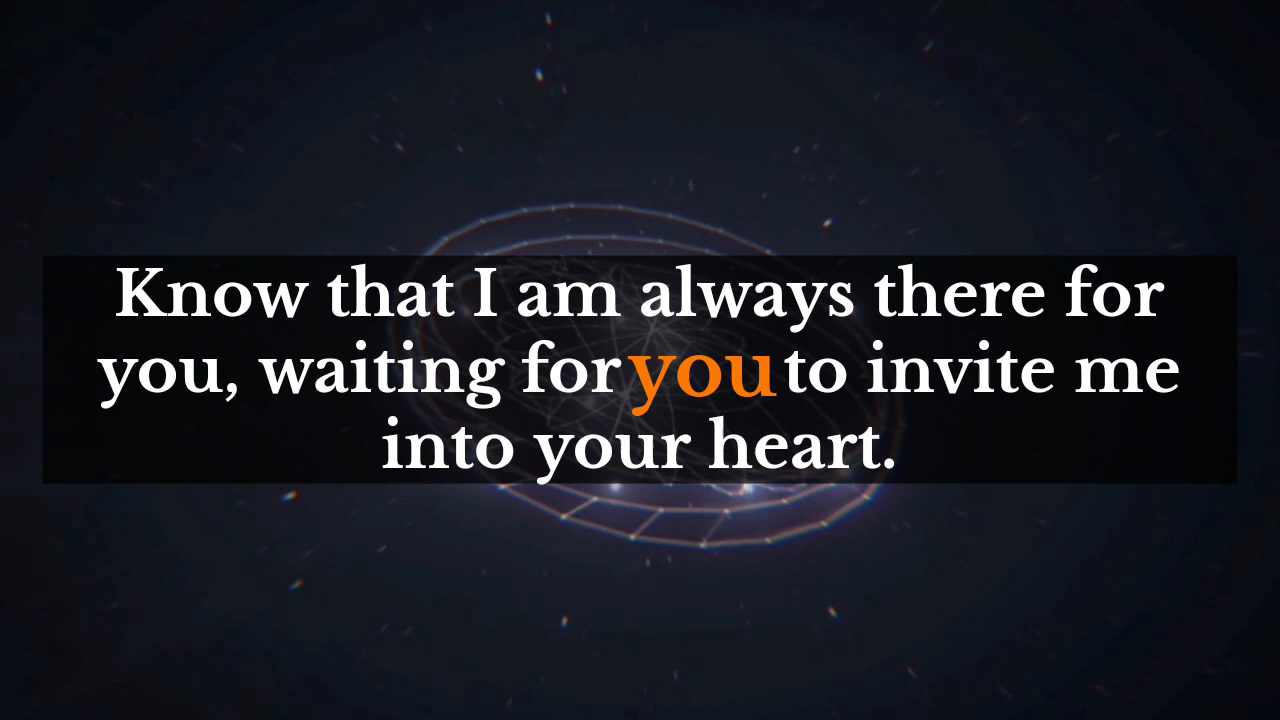 Know that I am always there for
you, waiting for you to invite me
into your heart.